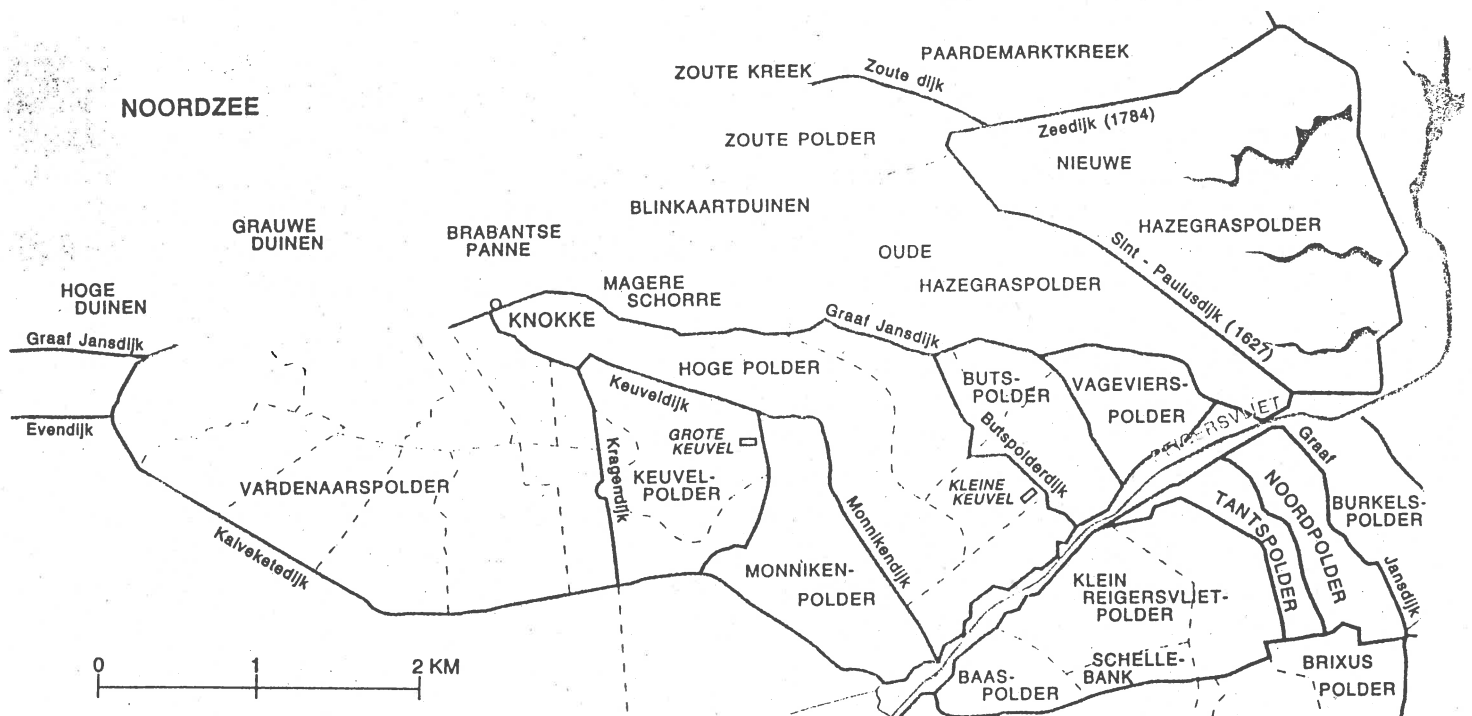 PAARDEMARKTKREEK
ZOUTE KREEK
Zoute dijk
NOORDZEE
Zeedijk (1784)
ZOUTE POLDER
NIEUWE
HAZEGRASPOLDER
BLINKAARTDUINEN
GRAUWE
DUINEN
BRABANTSE
PANNE
OUDE
HAZEGRASPOLDER
Sint - Paulusdijk (1627)
HOGE
DUINEN
MAGERE
SCHORRE
KNOKKE
Graaf Jansdijk
Graaf Jansdijk
HOGE POLDER
BUTS-
POLDER
VAGEVIERS-
POLDER
Keuveldijk
Evendijk
GROTE
KEUVEL
Kragendijk
KEUVEL-
POLDER
Butspolderdijk
KLEINE
KEUVEL
Graaf
Jansdijk
VARDENAARSPOLDER
Kalveketedijk
Monnikendijk
TANTSPOLDER
NOORDPOLDER
BURKELS-
POLDER
MONNIKEN-
POLDER
KLEIN
REIGERSVLIET-
POLDER
0 1 2 KM
BAAS-
POLDER
SCHELLE-
BANK
BRIXUS
POLDER